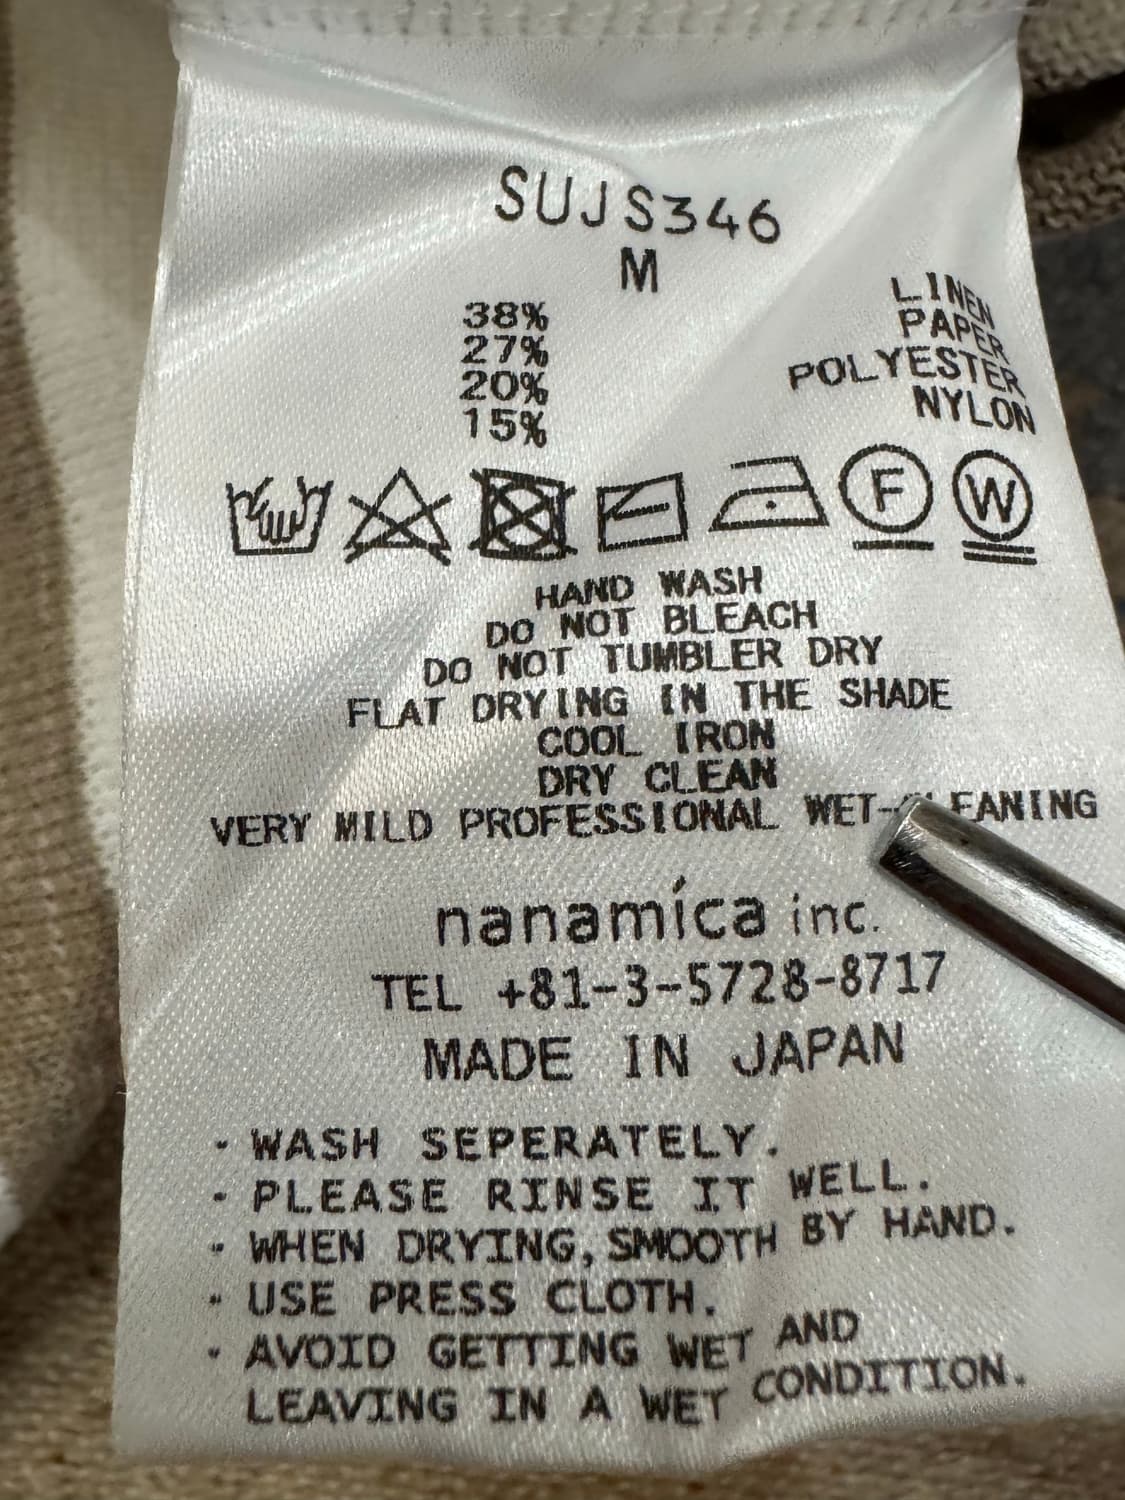 SUJS346
M
38% LINEN
27% PAPER
20% POLYESTER
15% NYLON
F W
HAND WASH
DO NOT BLEACH
DO NOT TUMBLER DRY
FLAT DRYING IN THE SHADE
COOL IRON
DRY CLEAN
VERY MILD PROFESSIONAL WET-CLEANING
nanamica inc.
TEL +81-3-5728-8717
MADE IN JAPAN
・WASH SEPERATELY.
・PLEASE RINSE IT WELL.
・WHEN DRYING, SMOOTH BY HAND.
・USE PRESS CLOTH.
・AVOID GETTING WET AND
LEAVING IN A WET CONDITION.